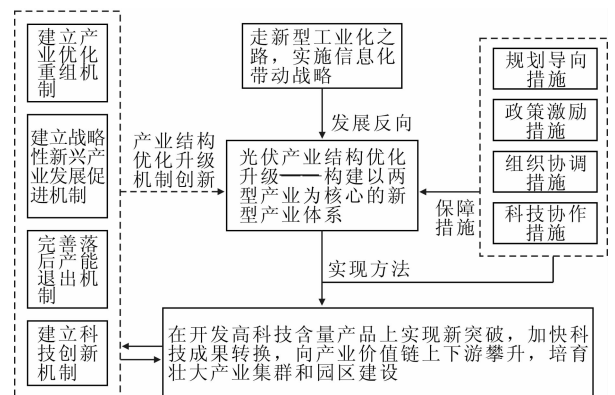 建立产
业优化
重组机
制
建立战略
性新兴产
业发展促
进机制
完善落
后产能
退出机
制
建立科
技创新
机制
产业结构
优化升级
机制创新
走新型工业化之
路，实施信息化
带动战略
发展反向
光伏产业结构优化
升级——构建以两
型产业为核心的新
型产业体系
保障
措施
规划导向
措施
政策激励
措施
组织协调
措施
科技协作
措施
实现方法
在开发高科技含量产品上实现新突破，加快科
技成果转换，向产业价值链上下游攀升，培育
壮大产业集群和园区建设